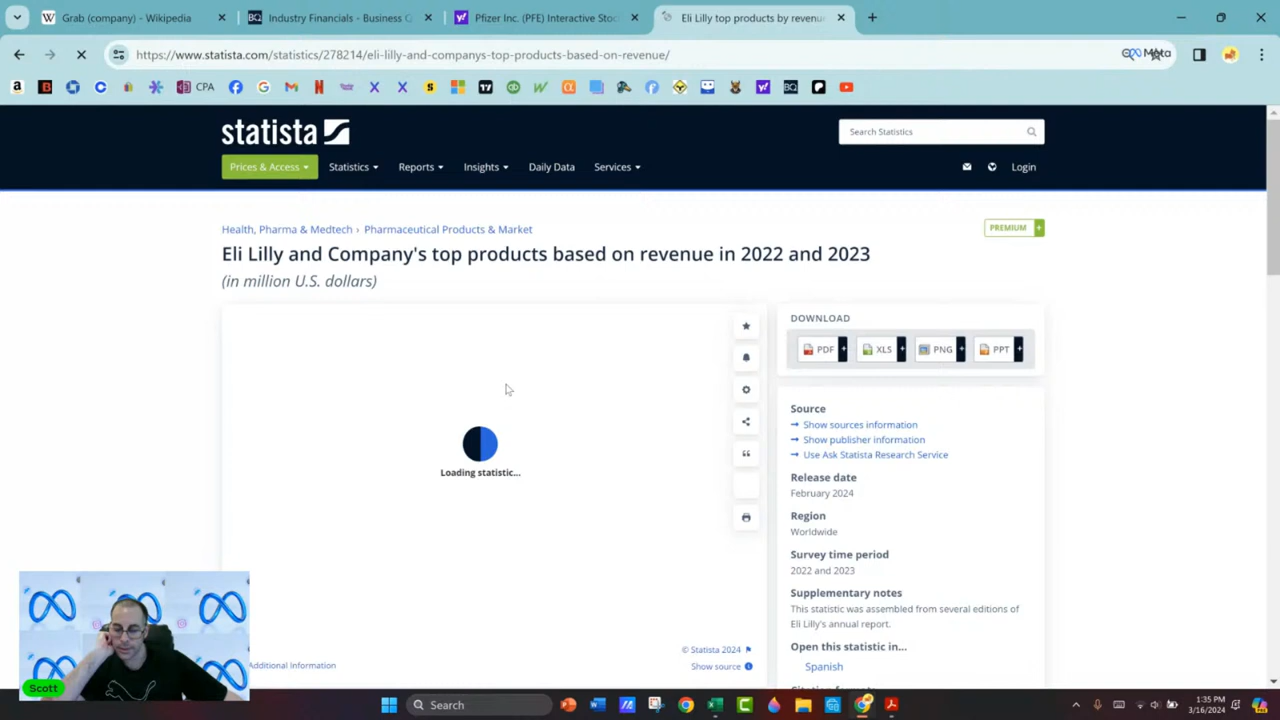 Grab (company) - Wikipedia
Industry Financials - Business Q
Pfizer Inc. (PFE) Interactive Stoc
Eli Lilly top products by revenu
https://www.statista.com/statistics/278214/eli-lilly-and-companys-top-products-based-on-revenue/
Meta
CPA
statista
Search Statistics
Prices & Access
Statistics
Reports
Insights
Daily Data
Services
Login
Health, Pharma & Medtech › Pharmaceutical Products & Market
PREMIUM +
Eli Lilly and Company's top products based on revenue in 2022 and 2023
(in million U.S. dollars)
DOWNLOAD
PDF + XLS + PNG + PPT +
Loading statistic...
Source
→ Show sources information
→ Show publisher information
→ Use Ask Statista Research Service
Release date
February 2024
Region
Worldwide
Survey time period
2022 and 2023
Supplementary notes
This statistic was assembled from several editions of
Eli Lilly's annual report.
Open this statistic in...
Spanish
© Statista 2024
Additional Information
Show source
Scott
Search
1:35 PM
3/16/2024